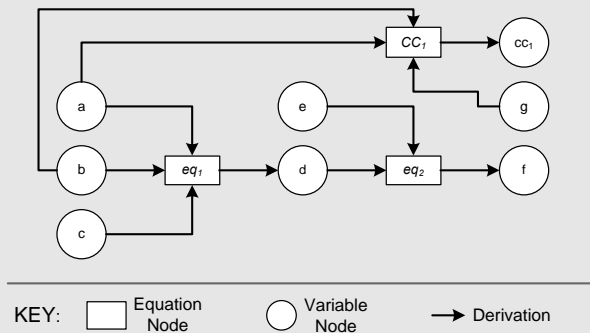 CC₁
cc₁
a
e
g
b
eq₁
d
eq₂
f
c
KEY:
Equation
Node
Variable
Node
Derivation